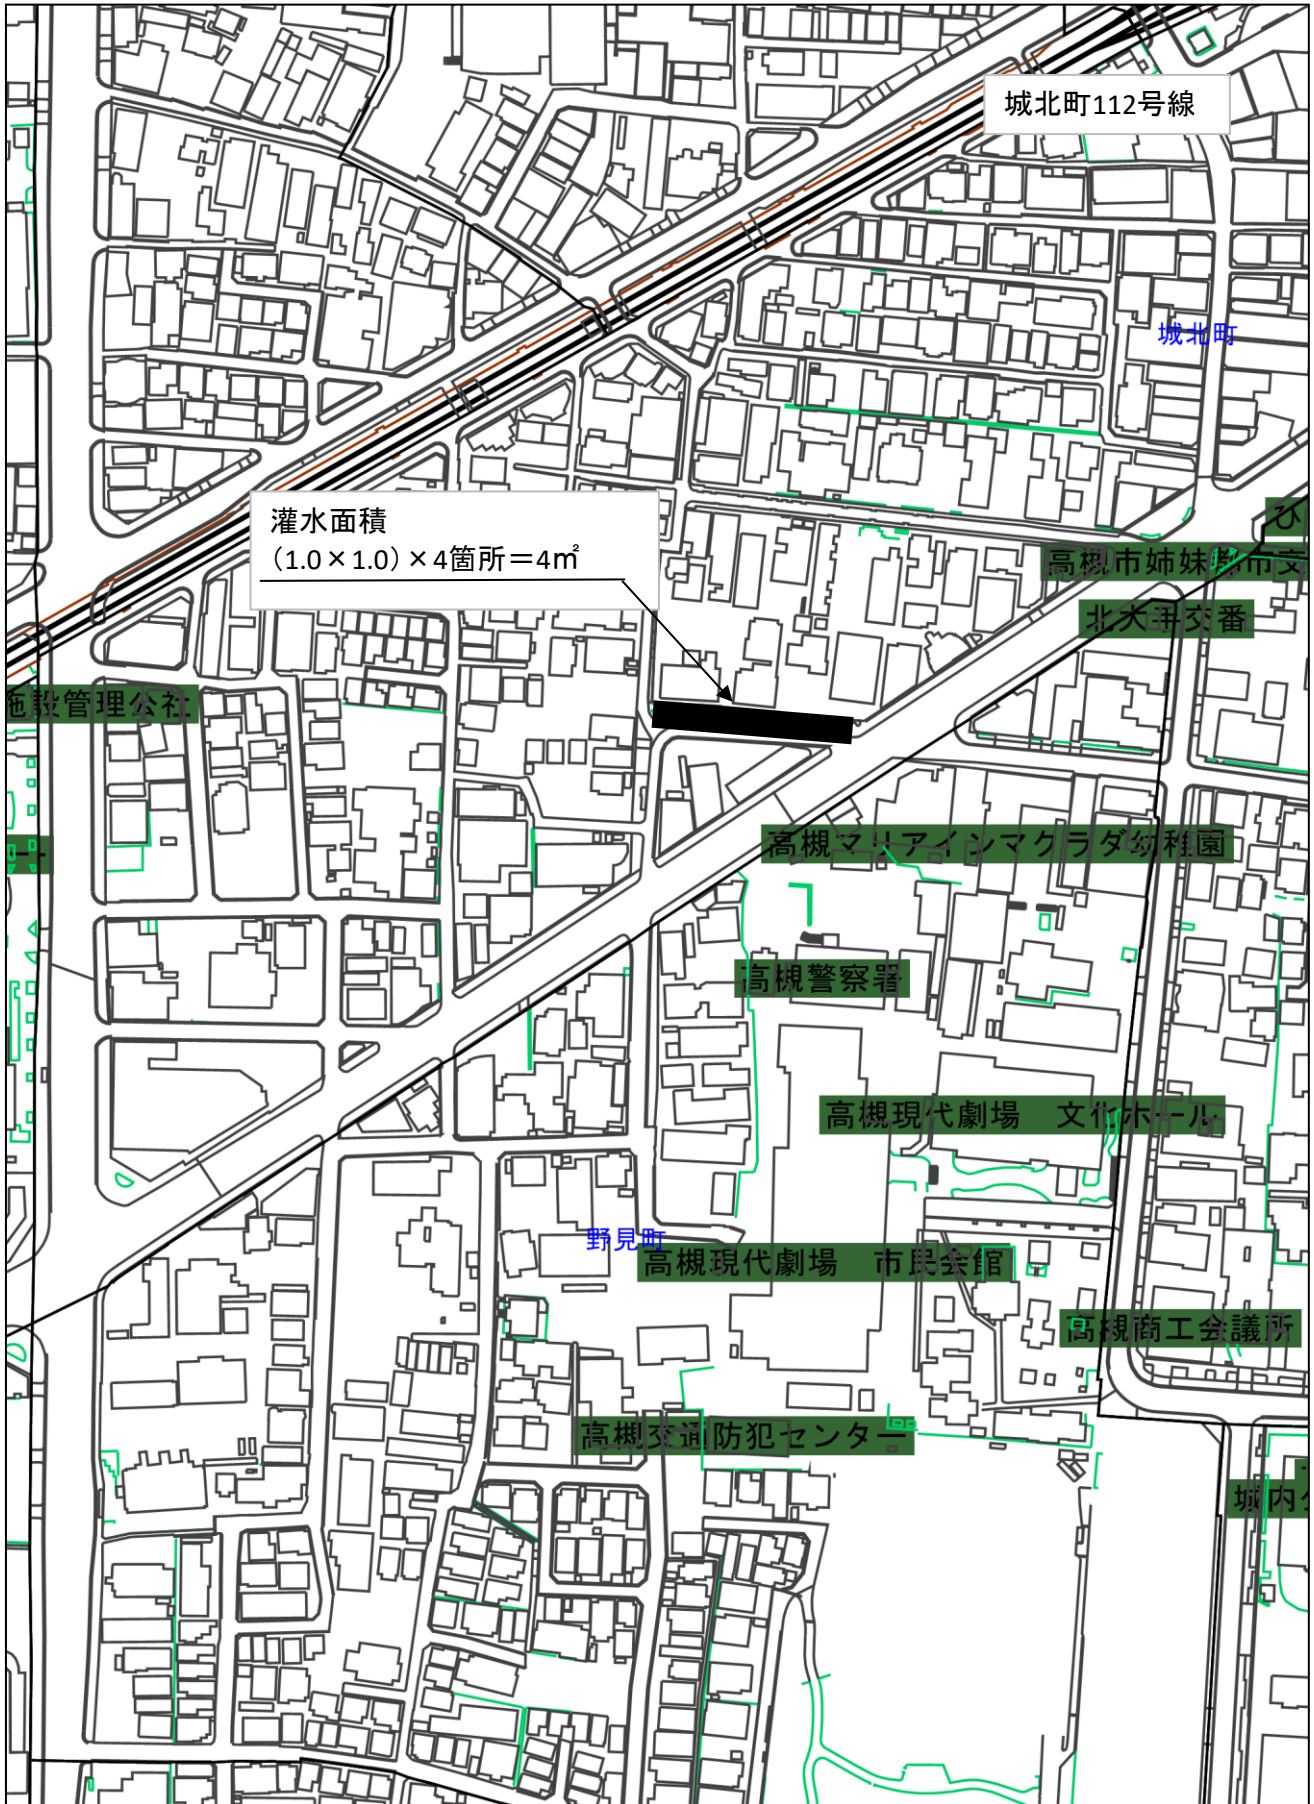 城北町112号線
城北町
灌水面積
（1.0×1.0）×4箇所＝4㎡
ひ
高槻市姉妹都市交
北大手交番
施設管理公社
ー
高槻マリアインマクラダ幼稚園
高槻警察署
高槻現代劇場　文化ホール
野見町
高槻現代劇場　市民会館
高槻商工会議所
高槻交通防犯センター
城内公